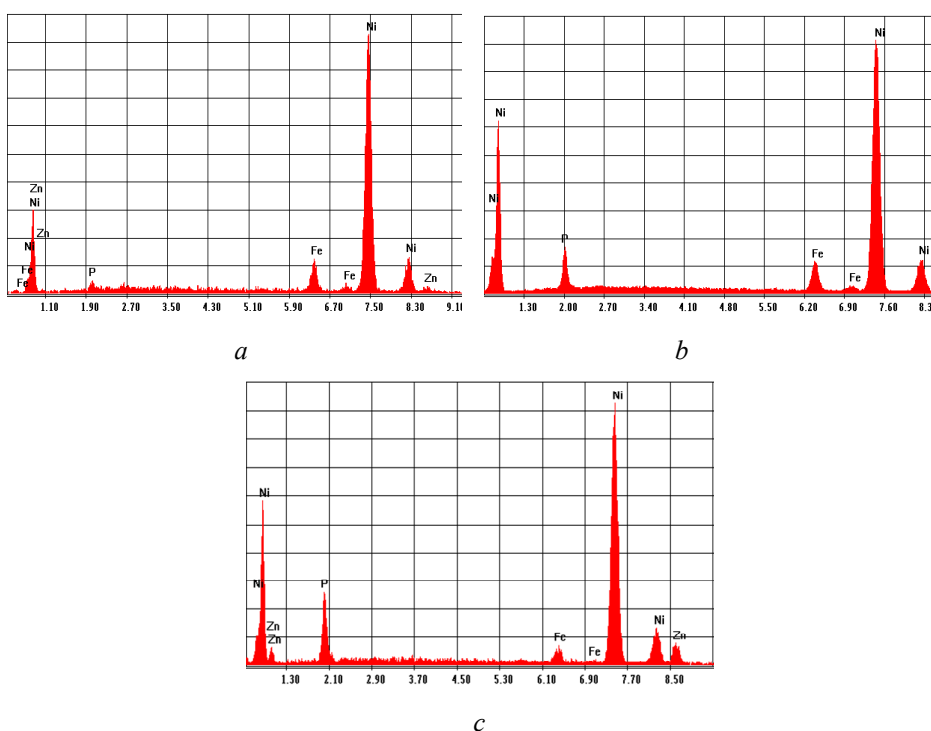 Ni
Zn
Ni
Zn
Ni
Fe
Fe
P
Fe
Fe
Ni
Zn
1.10 1.90 2.70 3.50 4.30 5.10 5.90 6.70 7.50 8.30 9.10
a
Ni
Ni
Ni
P
Fe
Fe
Ni
1.30 2.00 2.70 3.40 4.10 4.80 5.50 6.20 6.90 7.60 8.3
b
Ni
Ni
Ni
P
Zn
Zn
Fe
Fe
Ni
Zn
1.30 2.10 2.90 3.70 4.50 5.30 6.10 6.90 7.70 8.50
c